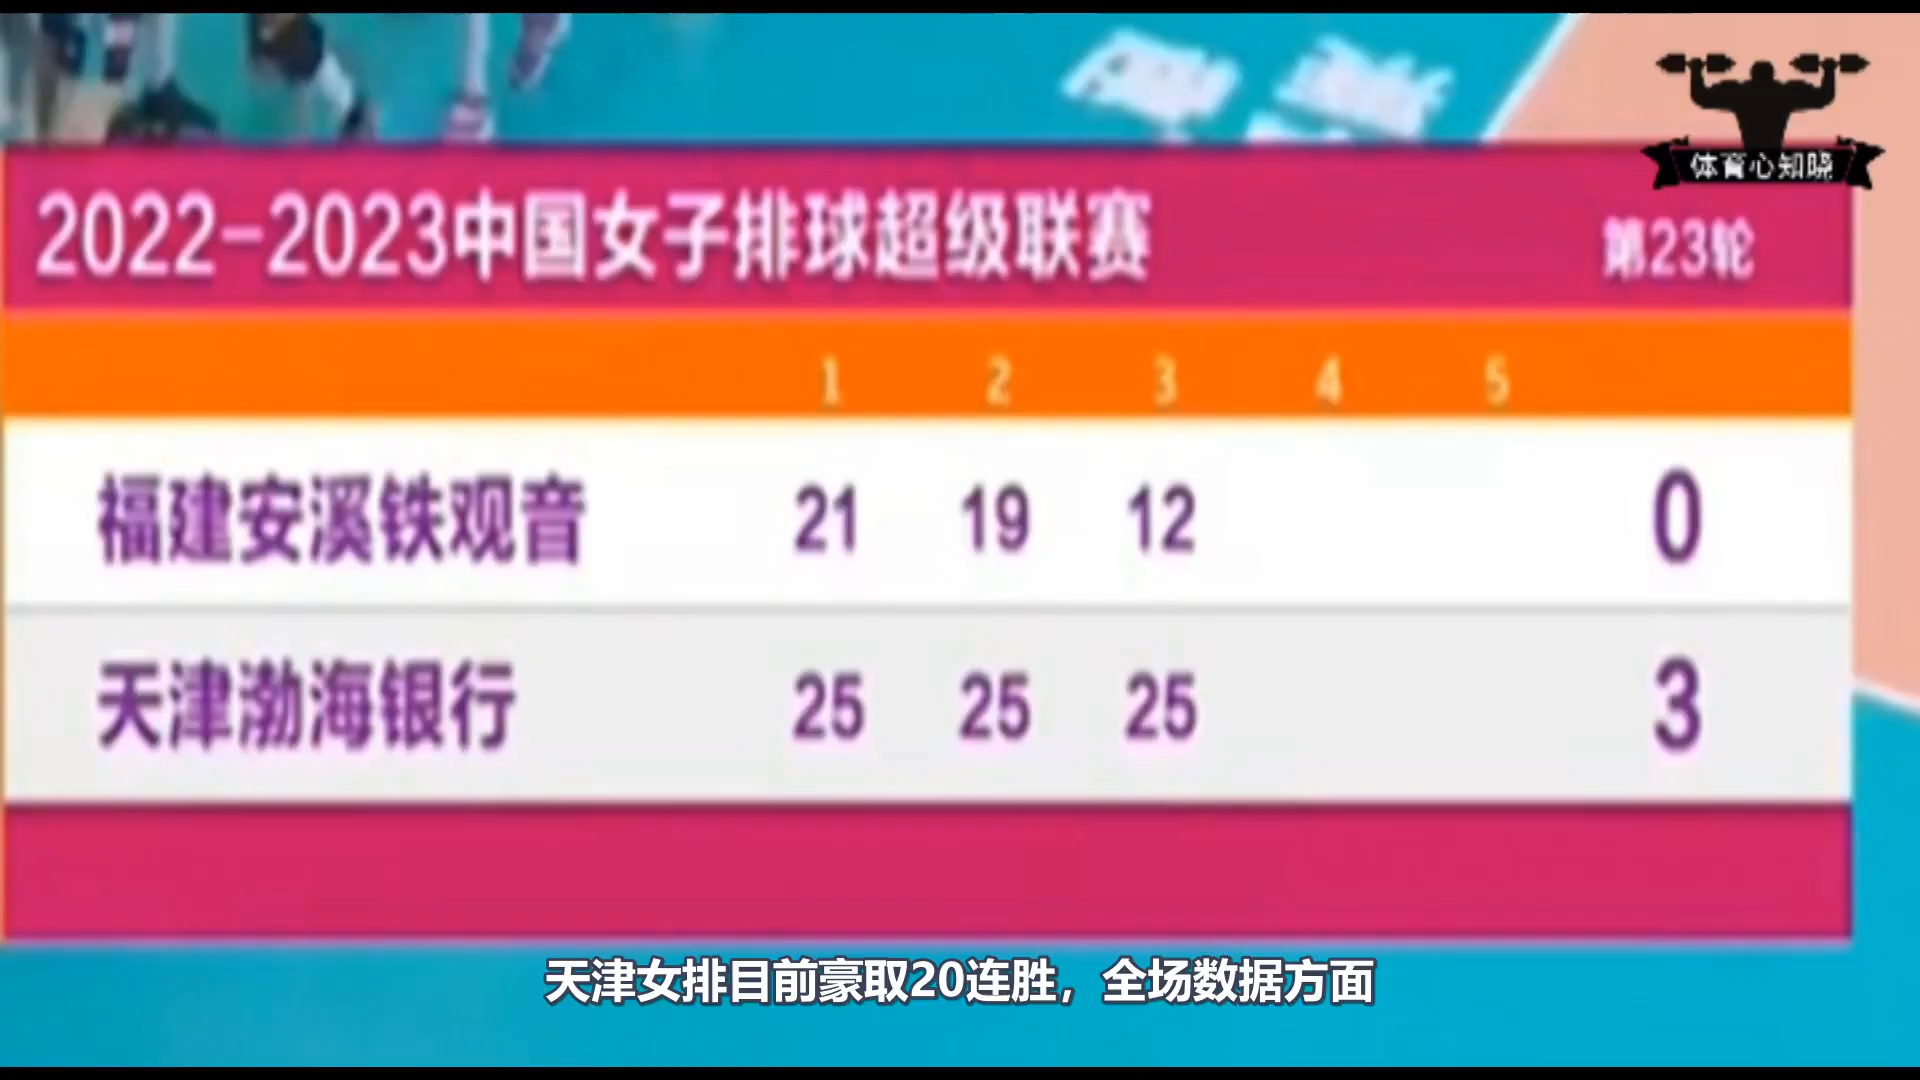 体育心知晓
2022-2023中国女子排球超级联赛 第23轮
1 2 3 4 5
福建安溪铁观音 21 19 12 0
天津渤海银行 25 25 25 3
天津女排目前豪取20连胜，全场数据方面